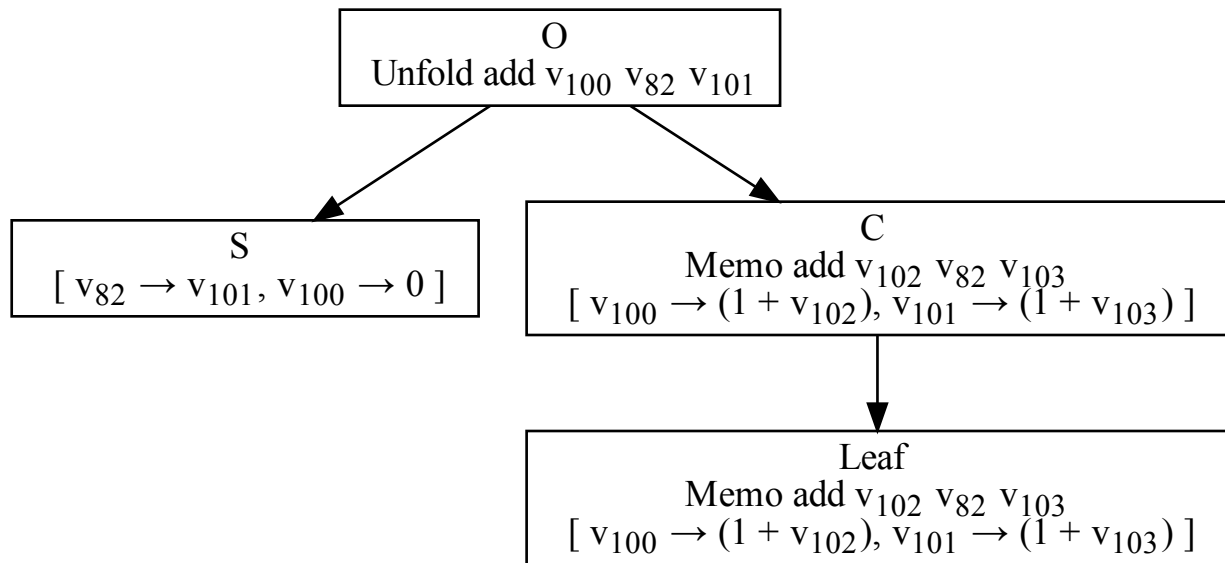 O
Unfold add v₁₀₀ v₈₂ v₁₀₁
S
[ v₈₂ → v₁₀₁, v₁₀₀ → 0 ]
C
Memo add v₁₀₂ v₈₂ v₁₀₃
[ v₁₀₀ → (1 + v₁₀₂), v₁₀₁ → (1 + v₁₀₃) ]
Leaf
Memo add v₁₀₂ v₈₂ v₁₀₃
[ v₁₀₀ → (1 + v₁₀₂), v₁₀₁ → (1 + v₁₀₃) ]